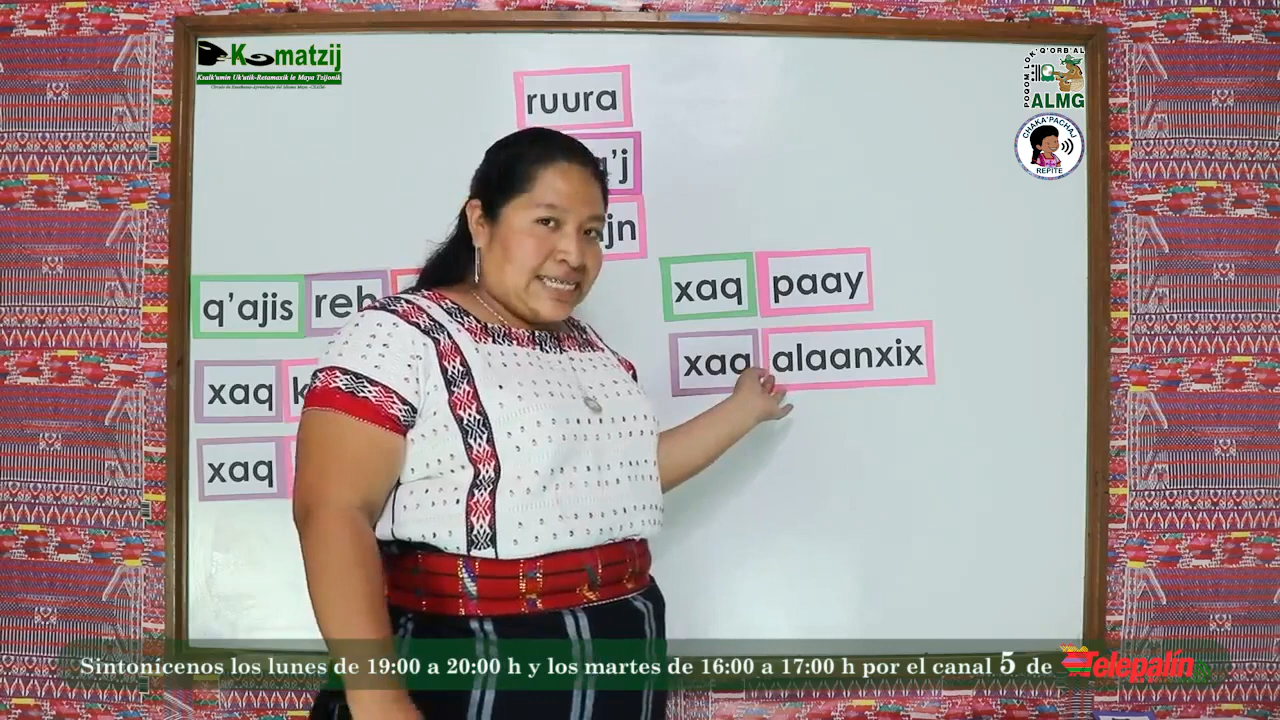 Komatzij
Ksalk'umin Uk'utik-Retamaxik le Maya Tzijonik
POQOM LOK' Q'ORB'AL
ALMG
CHAKA'PACHAJ
REPITE
ruura
q'ajis reh
xaq
xaq
xaq paay
xaq alaanxix
Sintonícenos los lunes de 19:00 a 20:00 h y los martes de 16:00 a 17:00 h por el canal 5 de Telepalín